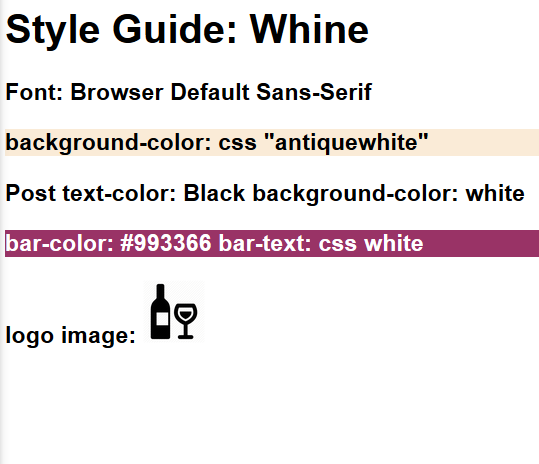 Style Guide: Whine
Font: Browser Default Sans-Serif
background-color: css "antiquewhite"
Post text-color: Black background-color: white
bar-color: #993366 bar-text: css white
logo image: